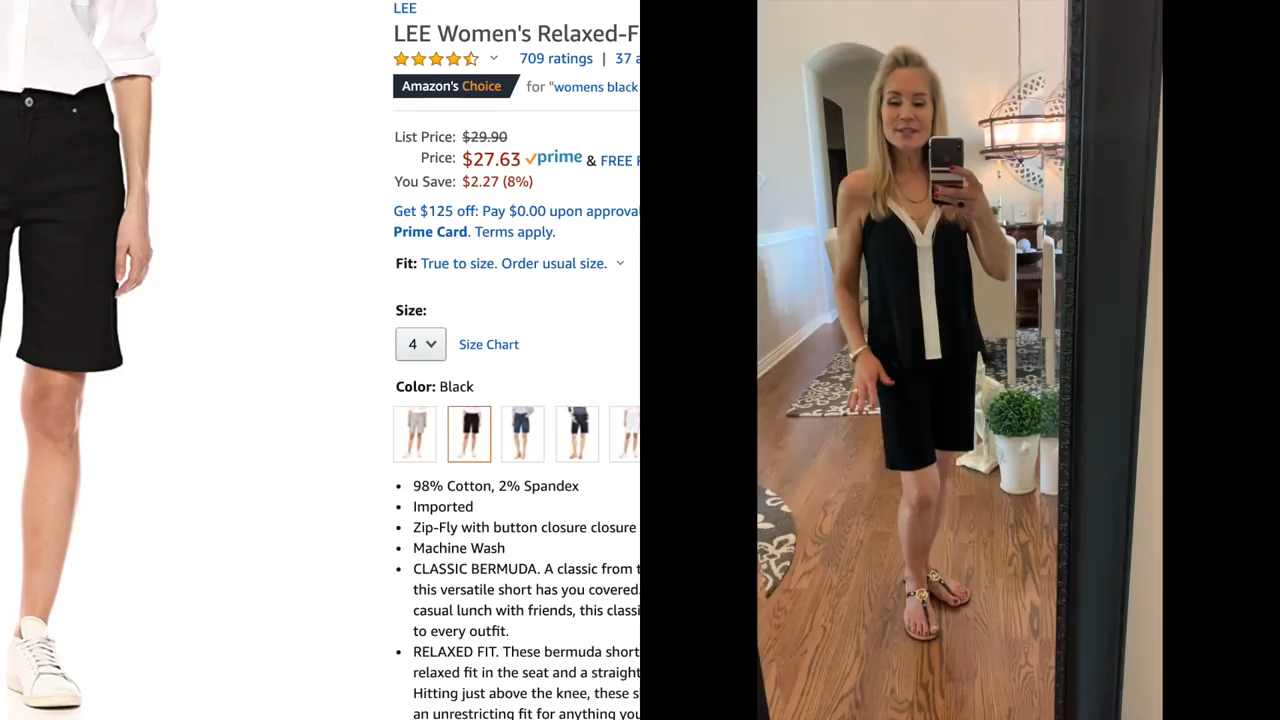 LEE
LEE Women's Relaxed-F
709 ratings | 37 a
Amazon's Choice for "womens black
List Price: $29.90
Price: $27.63 prime & FREE
You Save: $2.27 (8%)
Get $125 off: Pay $0.00 upon approva
Prime Card. Terms apply.
Fit: True to size. Order usual size.
Size:
4 Size Chart
Color: Black
• 98% Cotton, 2% Spandex
• Imported
• Zip-Fly with button closure closure
• Machine Wash
• CLASSIC BERMUDA. A classic from t
this versatile short has you covered.
casual lunch with friends, this classi
to every outfit.
• RELAXED FIT. These bermuda short
relaxed fit in the seat and a straight
Hitting just above the knee, these s
an unrestricting fit for anything you